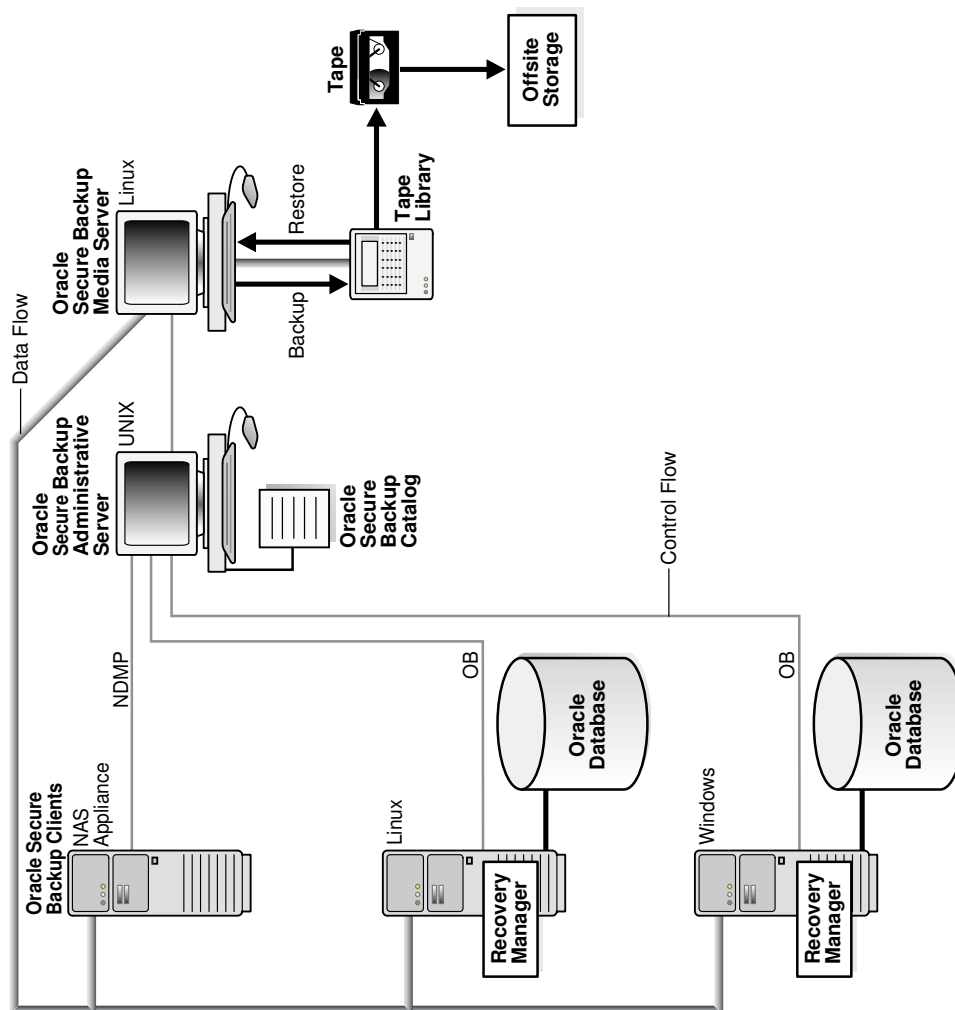 Data Flow
Oracle
Secure Backup
Media Server
Linux
Oracle
Secure Backup
Administrative
Server
UNIX
Oracle Secure
Backup Clients
NAS
Appliance
NDMP
Backup
Restore
Tape
Library
Tape
Offsite
Storage
Oracle
Secure
Backup
Catalog
Linux
OB
Recovery
Manager
Oracle
Database
Control Flow
Windows
OB
Recovery
Manager
Oracle
Database